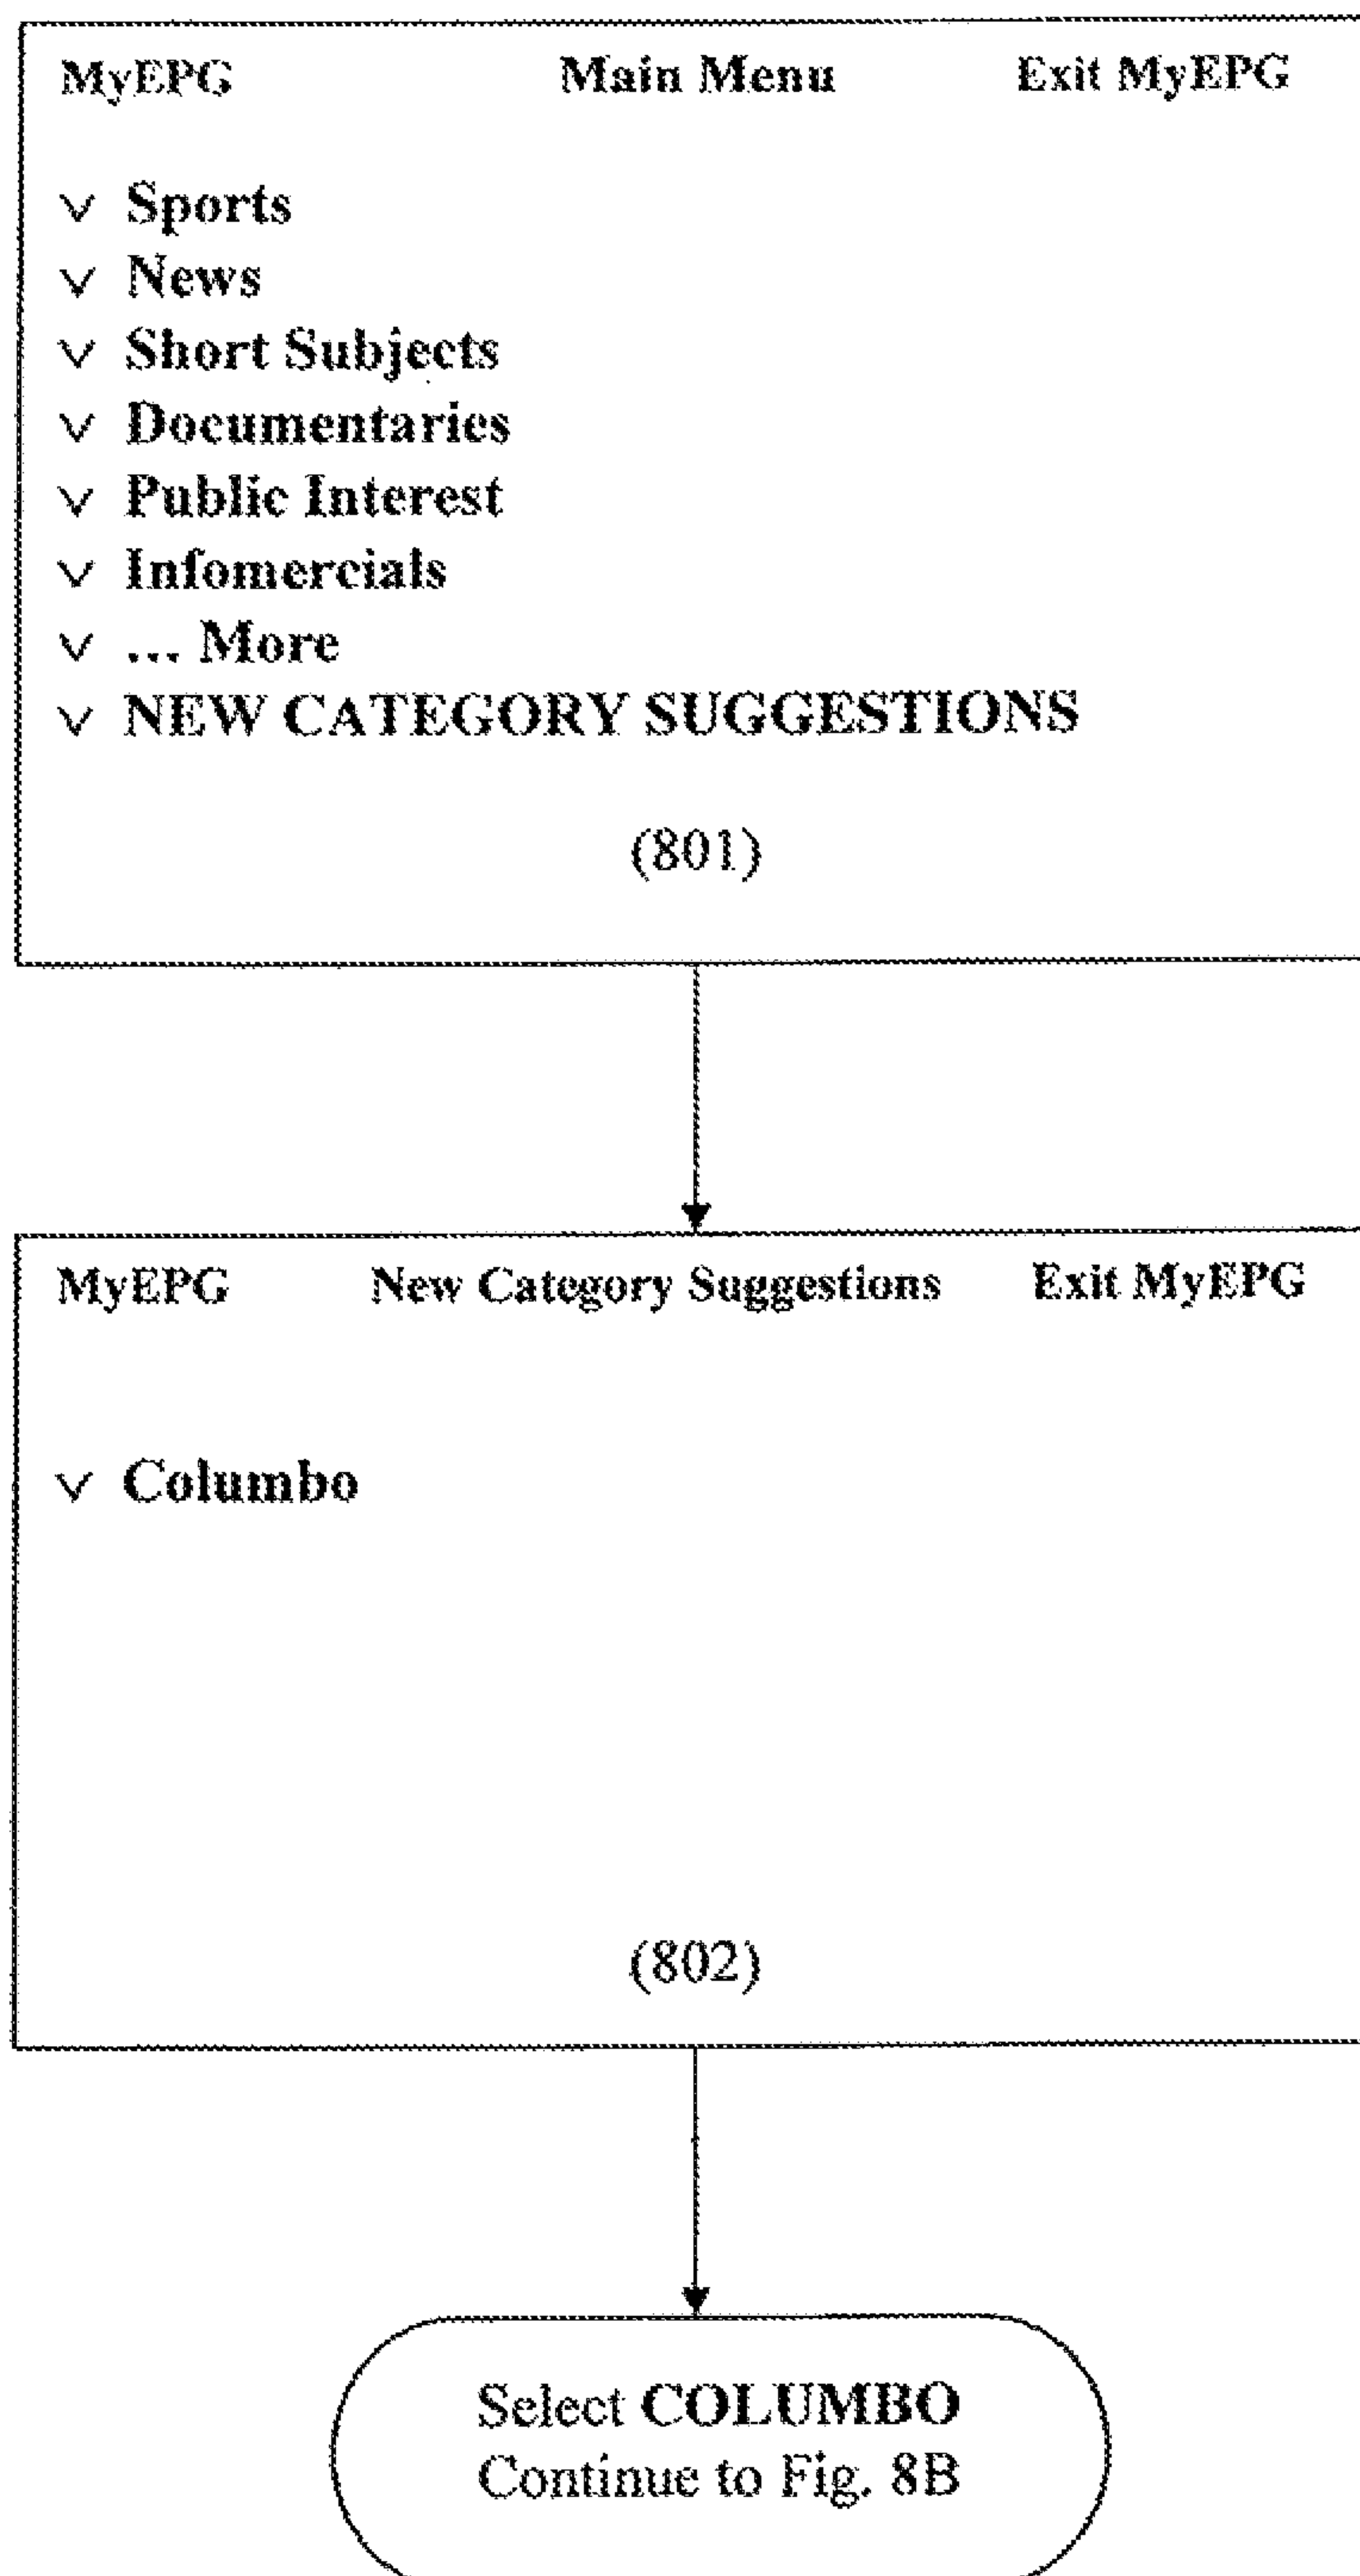 MyEPG Main Menu Exit MyEPG
Sports
News
Short Subjects
Documentaries
Public Interest
Infomercials
... More
NEW CATEGORY SUGGESTIONS
(801)
MyEPG New Category Suggestions Exit MyEPG
Columbo
(802)
Select COLUMBO
Continue to Fig. 8B